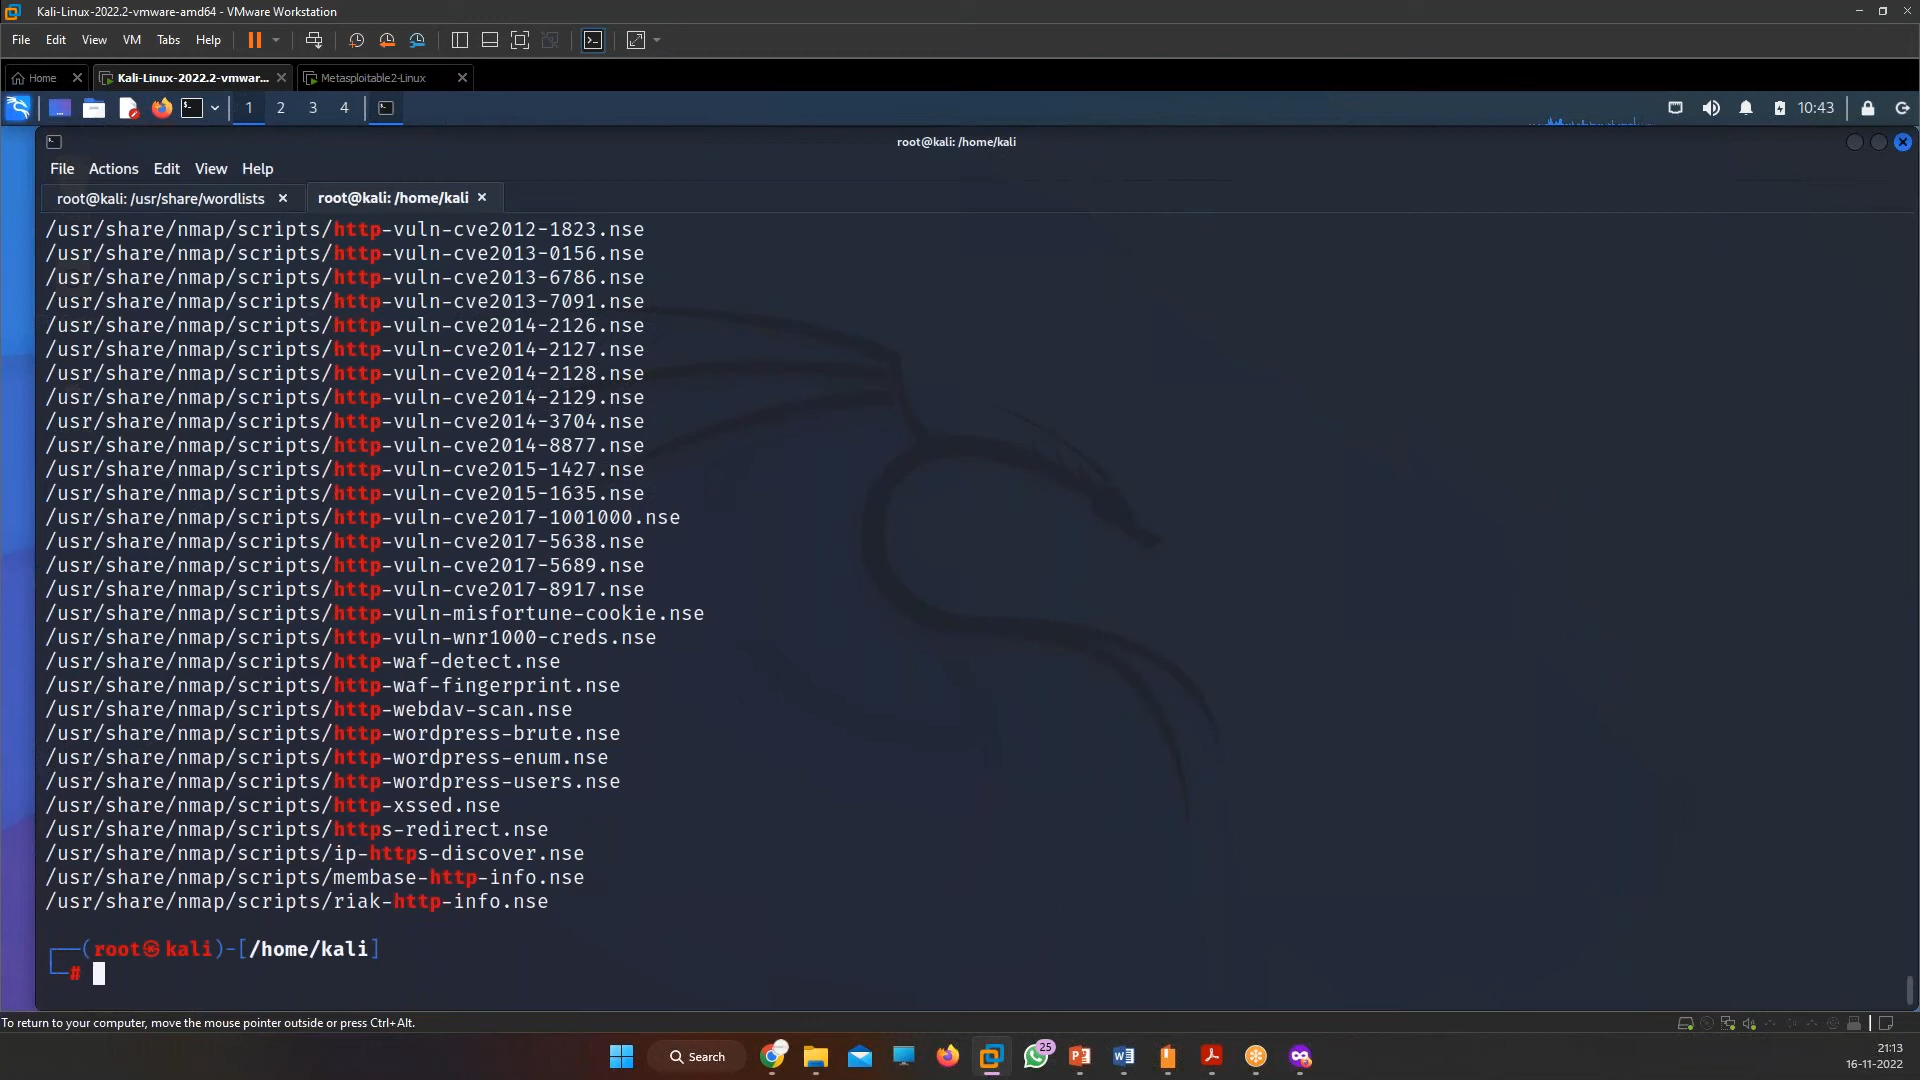 Kali-Linux-2022.2-vmware-amd64 - VMware Workstation
File Edit View VM Tabs Help
Home Kali-Linux-2022.2-vmwar... Metasploitable2-Linux
1 2 3 4 10:43
root@kali: /home/kali
File Actions Edit View Help
root@kali: /usr/share/wordlists root@kali: /home/kali
/usr/share/nmap/scripts/http-vuln-cve2012-1823.nse
/usr/share/nmap/scripts/http-vuln-cve2013-0156.nse
/usr/share/nmap/scripts/http-vuln-cve2013-6786.nse
/usr/share/nmap/scripts/http-vuln-cve2013-7091.nse
/usr/share/nmap/scripts/http-vuln-cve2014-2126.nse
/usr/share/nmap/scripts/http-vuln-cve2014-2127.nse
/usr/share/nmap/scripts/http-vuln-cve2014-2128.nse
/usr/share/nmap/scripts/http-vuln-cve2014-2129.nse
/usr/share/nmap/scripts/http-vuln-cve2014-3704.nse
/usr/share/nmap/scripts/http-vuln-cve2014-8877.nse
/usr/share/nmap/scripts/http-vuln-cve2015-1427.nse
/usr/share/nmap/scripts/http-vuln-cve2015-1635.nse
/usr/share/nmap/scripts/http-vuln-cve2017-1001000.nse
/usr/share/nmap/scripts/http-vuln-cve2017-5638.nse
/usr/share/nmap/scripts/http-vuln-cve2017-5689.nse
/usr/share/nmap/scripts/http-vuln-cve2017-8917.nse
/usr/share/nmap/scripts/http-vuln-misfortune-cookie.nse
/usr/share/nmap/scripts/http-vuln-wnr1000-creds.nse
/usr/share/nmap/scripts/http-waf-detect.nse
/usr/share/nmap/scripts/http-waf-fingerprint.nse
/usr/share/nmap/scripts/http-webdav-scan.nse
/usr/share/nmap/scripts/http-wordpress-brute.nse
/usr/share/nmap/scripts/http-wordpress-enum.nse
/usr/share/nmap/scripts/http-wordpress-users.nse
/usr/share/nmap/scripts/http-xssed.nse
/usr/share/nmap/scripts/https-redirect.nse
/usr/share/nmap/scripts/ip-https-discover.nse
/usr/share/nmap/scripts/membase-http-info.nse
/usr/share/nmap/scripts/riak-http-info.nse
┌──(root㉿kali)-[/home/kali]
└─#
To return to your computer, move the mouse pointer outside or press Ctrl+Alt.
Search 25 21:13
16-11-2022